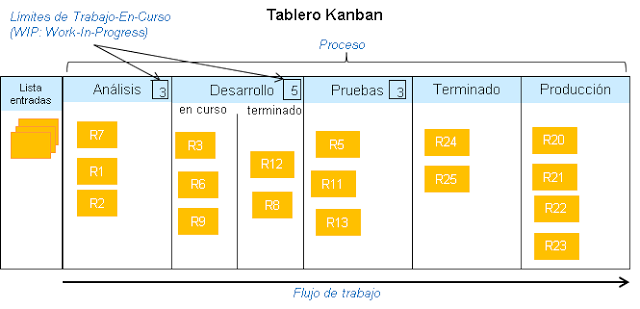 Tablero Kanban
Límites de Trabajo-En-Curso
(WIP: Work-In-Progress)
Proceso
Lista
entradas
Análisis 3
Desarrollo 5
Pruebas 3
Terminado
Producción
en curso
terminado
R7
R1
R2
R3
R6
R9
R12
R8
R5
R11
R13
R24
R25
R20
R21
R22
R23
Flujo de trabajo